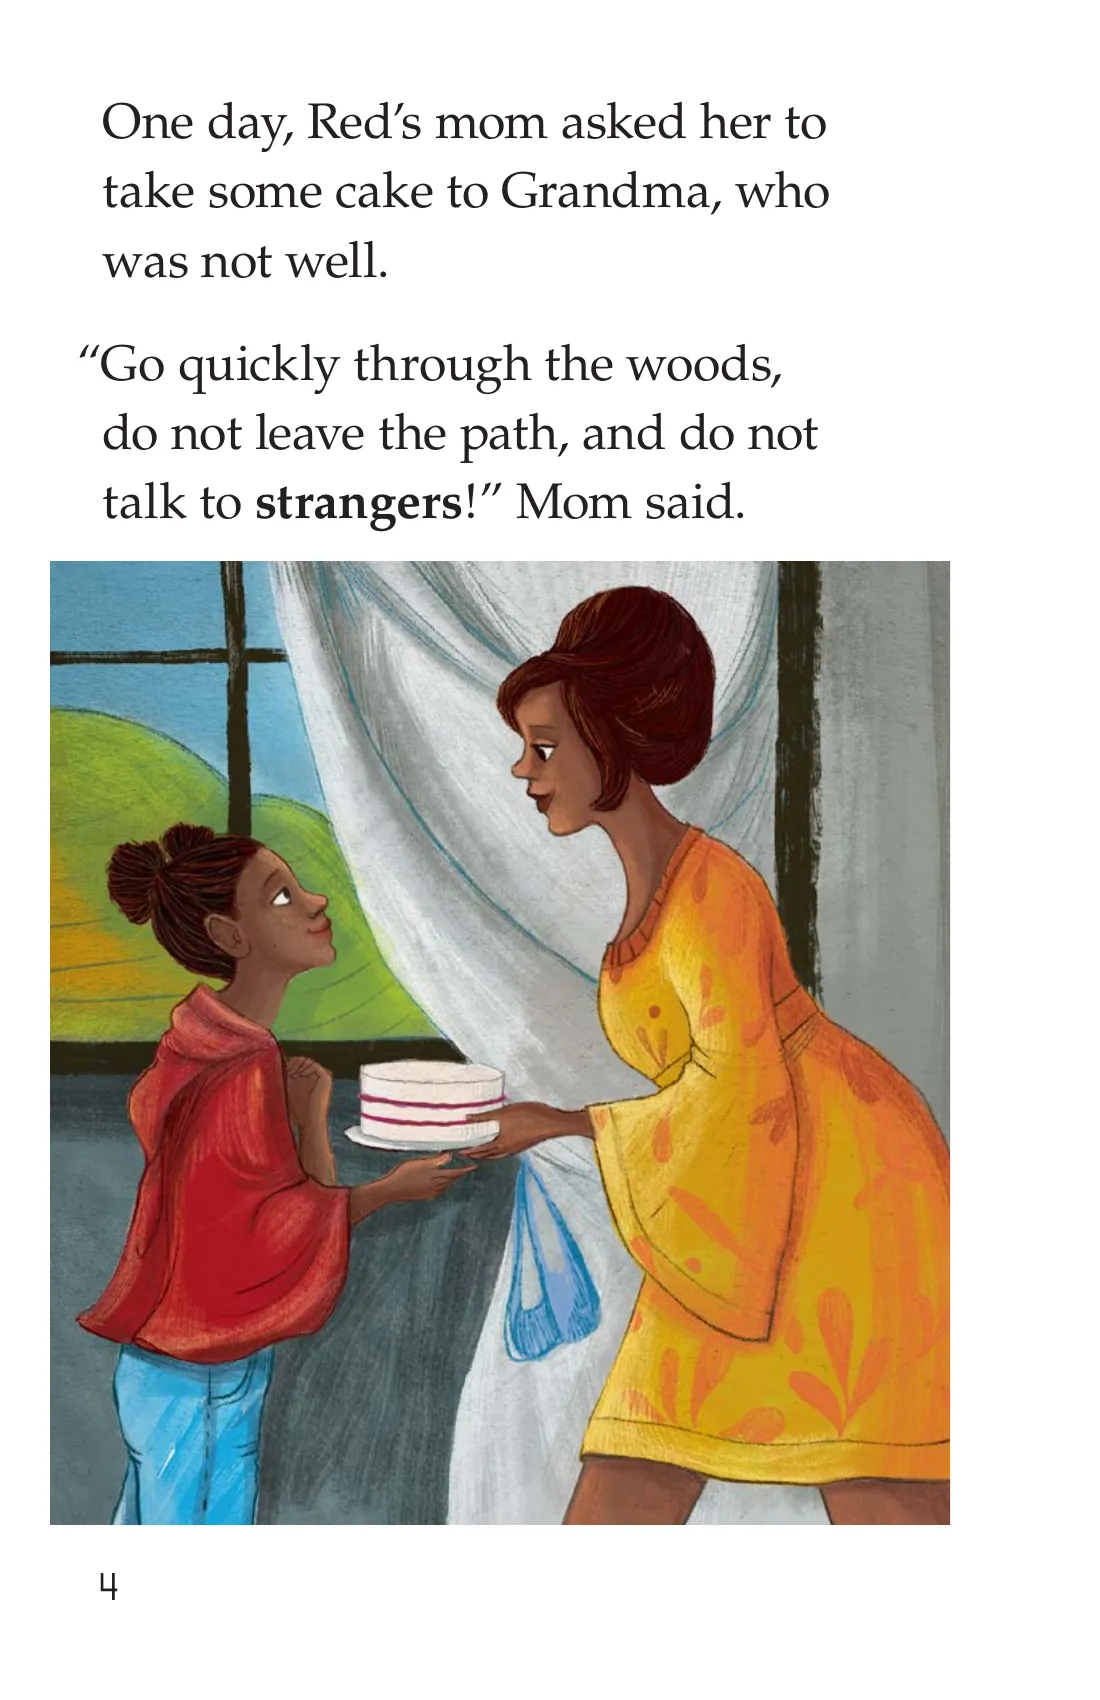 One day, Red’s mom asked her to
take some cake to Grandma, who
was not well.
“Go quickly through the woods,
do not leave the path, and do not
talk to strangers!” Mom said.
4